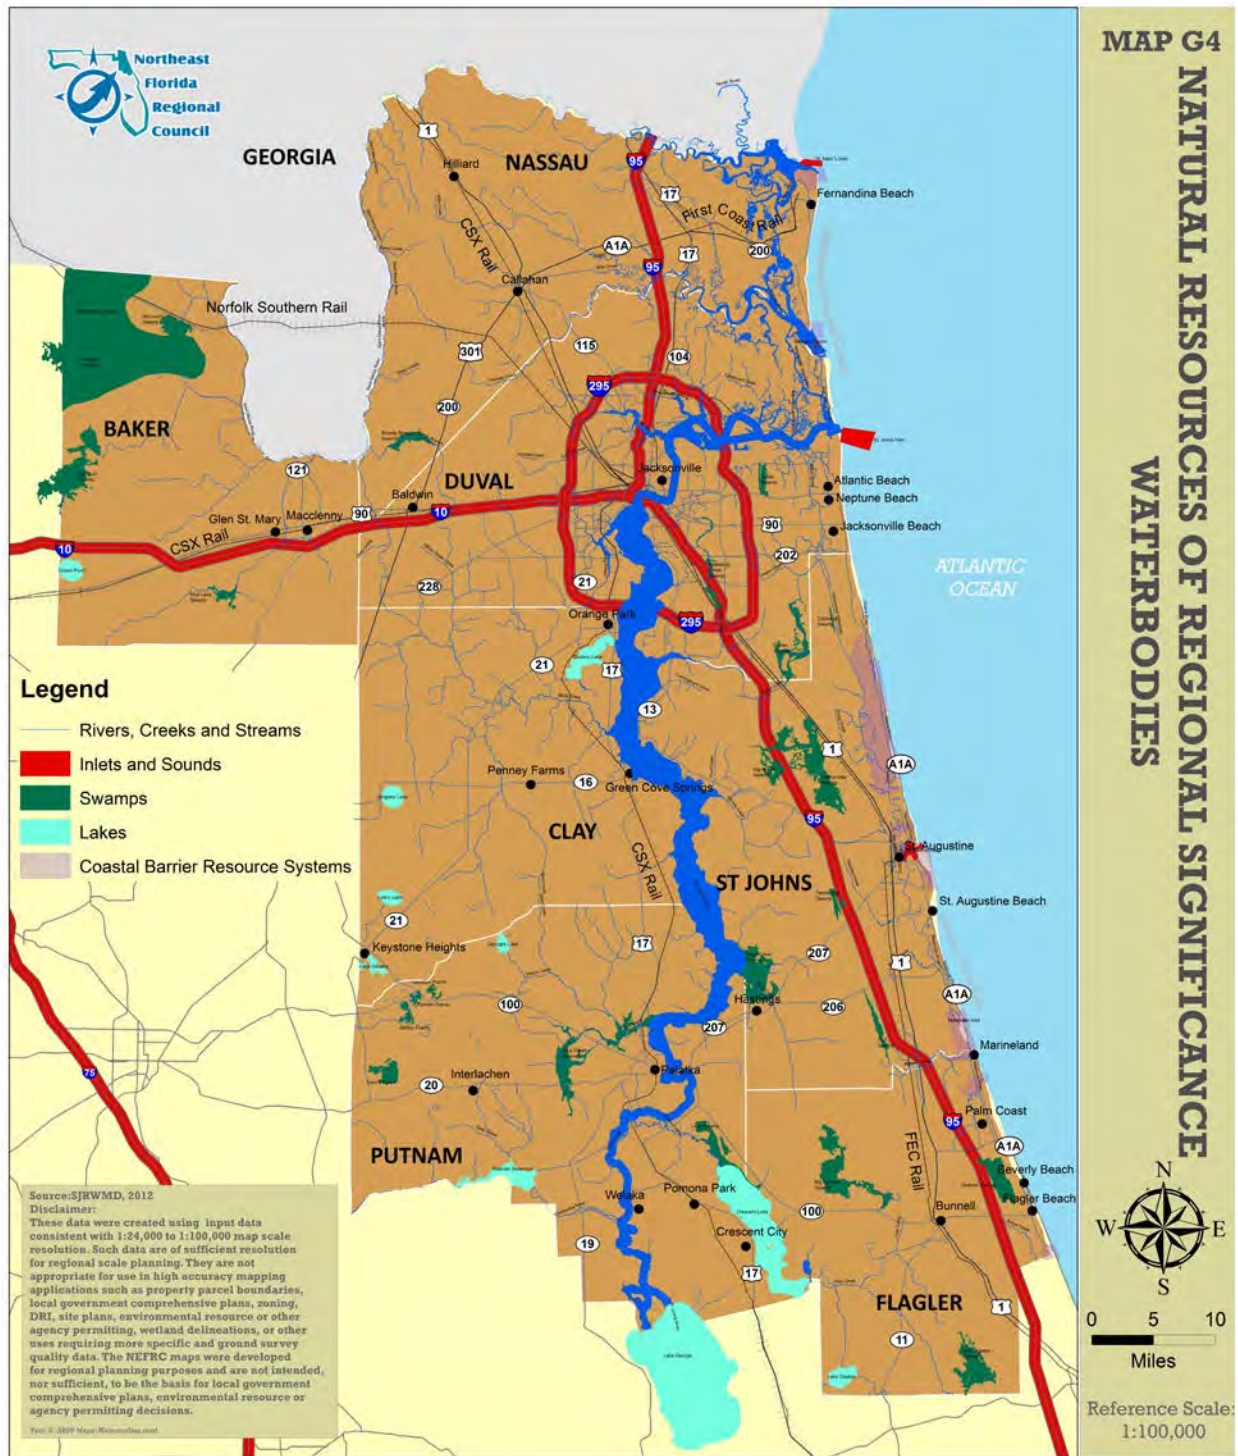 MAP G4
NATURAL RESOURCES OF REGIONAL SIGNIFICANCE
WATERBODIES
Northeast
Florida
Regional
Council
GEORGIA
NASSAU
1
95
Hilliard
17
Fernandina Beach
First Coast Rail
CSX Rail
A1A
17
200
95
Callahan
Norfolk Southern Rail
301
115
104
295
200
BAKER
121
DUVAL
Jacksonville
Atlantic Beach
Neptune Beach
Baldwin
90
10
Glen St. Mary
Macclenny
90
Jacksonville Beach
CSX Rail
10
202
ATLANTIC
OCEAN
228
21
Orange Park
295
21
17
13
Legend
Rivers, Creeks and Streams
Inlets and Sounds
Swamps
Lakes
Coastal Barrier Resource Systems
1
A1A
Penney Farms
16
Green Cove Springs
95
CLAY
CSX Rail
St. Augustine
ST JOHNS
St. Augustine Beach
21
Keystone Heights
17
207
1
A1A
100
Hastings
206
207
Marineland
75
Palatka
Interlachen
20
95
Palm Coast
A1A
FEC Rail
PUTNAM
Beverly Beach
Flagler Beach
Welaka
Pomona Park
100
Bunnell
Crescent City
19
17
Lake George
FLAGLER
1
11
N
W
E
S
0 5 10
Miles
Reference Scale:
1:100,000
Source:SJRWMD, 2012
Disclaimer:
These data were created using input data
consistent with 1:24,000 to 1:100,000 map scale
resolution. Such data are of sufficient resolution
for regional scale planning. They are not
appropriate for use in high accuracy mapping
applications such as property parcel boundaries,
local government comprehensive plans, zoning,
DRI, site plans, environmental resource or other
agency permitting, wetland delineations, or other
uses requiring more specific and ground survey
quality data. The NEFRC maps were developed
for regional planning purposes and are not intended,
nor sufficient, to be the basis for local government
comprehensive plans, environmental resource or
agency permitting decisions.